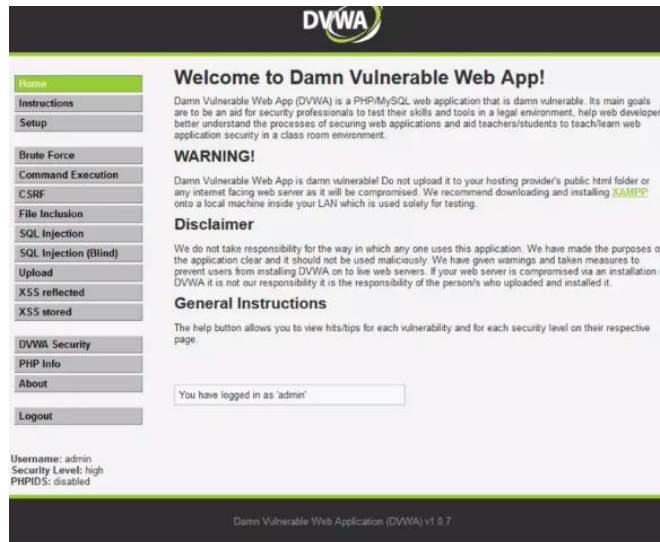 DVWA
Home
Instructions
Setup
Brute Force
Command Execution
CSRF
File Inclusion
SQL Injection
SQL Injection (Blind)
Upload
XSS reflected
XSS stored
DVWA Security
PHP Info
About
Logout
Username: admin
Security Level: high
PHPIDS: disabled
Welcome to Damn Vulnerable Web App!
Damn Vulnerable Web App (DVWA) is a PHP/MySQL web application that is damn vulnerable. Its main goals
are to be an aid for security professionals to test their skills and tools in a legal environment, help web developer
better understand the processes of securing web applications and aid teachers/students to teach/learn web
application security in a class room environment.
WARNING!
Damn Vulnerable Web App is damn vulnerable! Do not upload it to your hosting provider's public html folder or
any internet facing web server as it will be compromised. We recommend downloading and installing XAMPP
onto a local machine inside your LAN which is used solely for testing.
Disclaimer
We do not take responsibility for the way in which any one uses this application. We have made the purposes o
the application clear and it should not be used maliciously. We have given warnings and taken measures to
prevent users from installing DVWA on to live web servers. If your web server is compromised via an installation
DVWA it is not our responsibility it is the responsibility of the person/s who uploaded and installed it.
General Instructions
The help button allows you to view hits/tips for each vulnerability and for each security level on their respective
page.
You have logged in as 'admin'
Damn Vulnerable Web Application (DVWA) v1.0.7